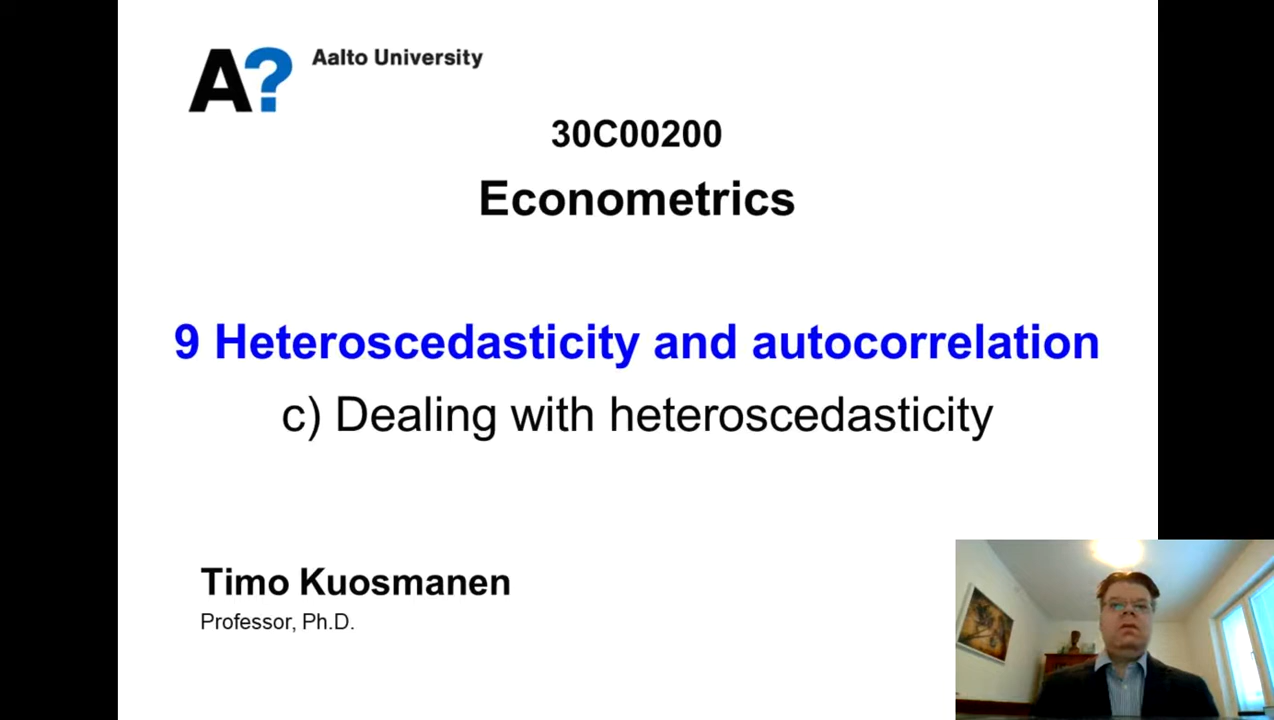 A?
Aalto University
30C00200
Econometrics
9 Heteroscedasticity and autocorrelation
c) Dealing with heteroscedasticity
Timo Kuosmanen
Professor, Ph.D.